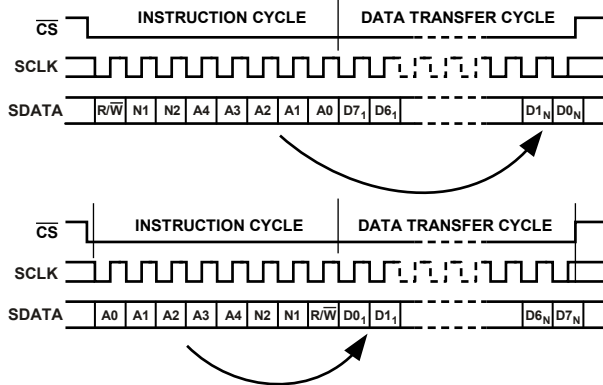 INSTRUCTION CYCLE DATA TRANSFER CYCLE
CS
SCLK
SDATA R/W N1 N2 A4 A3 A2 A1 A0 D7₁ D6₁ D1ₙ D0ₙ
INSTRUCTION CYCLE DATA TRANSFER CYCLE
CS
SCLK
SDATA A0 A1 A2 A3 A4 N2 N1 R/W D0₁ D1₁ D6ₙ D7ₙ